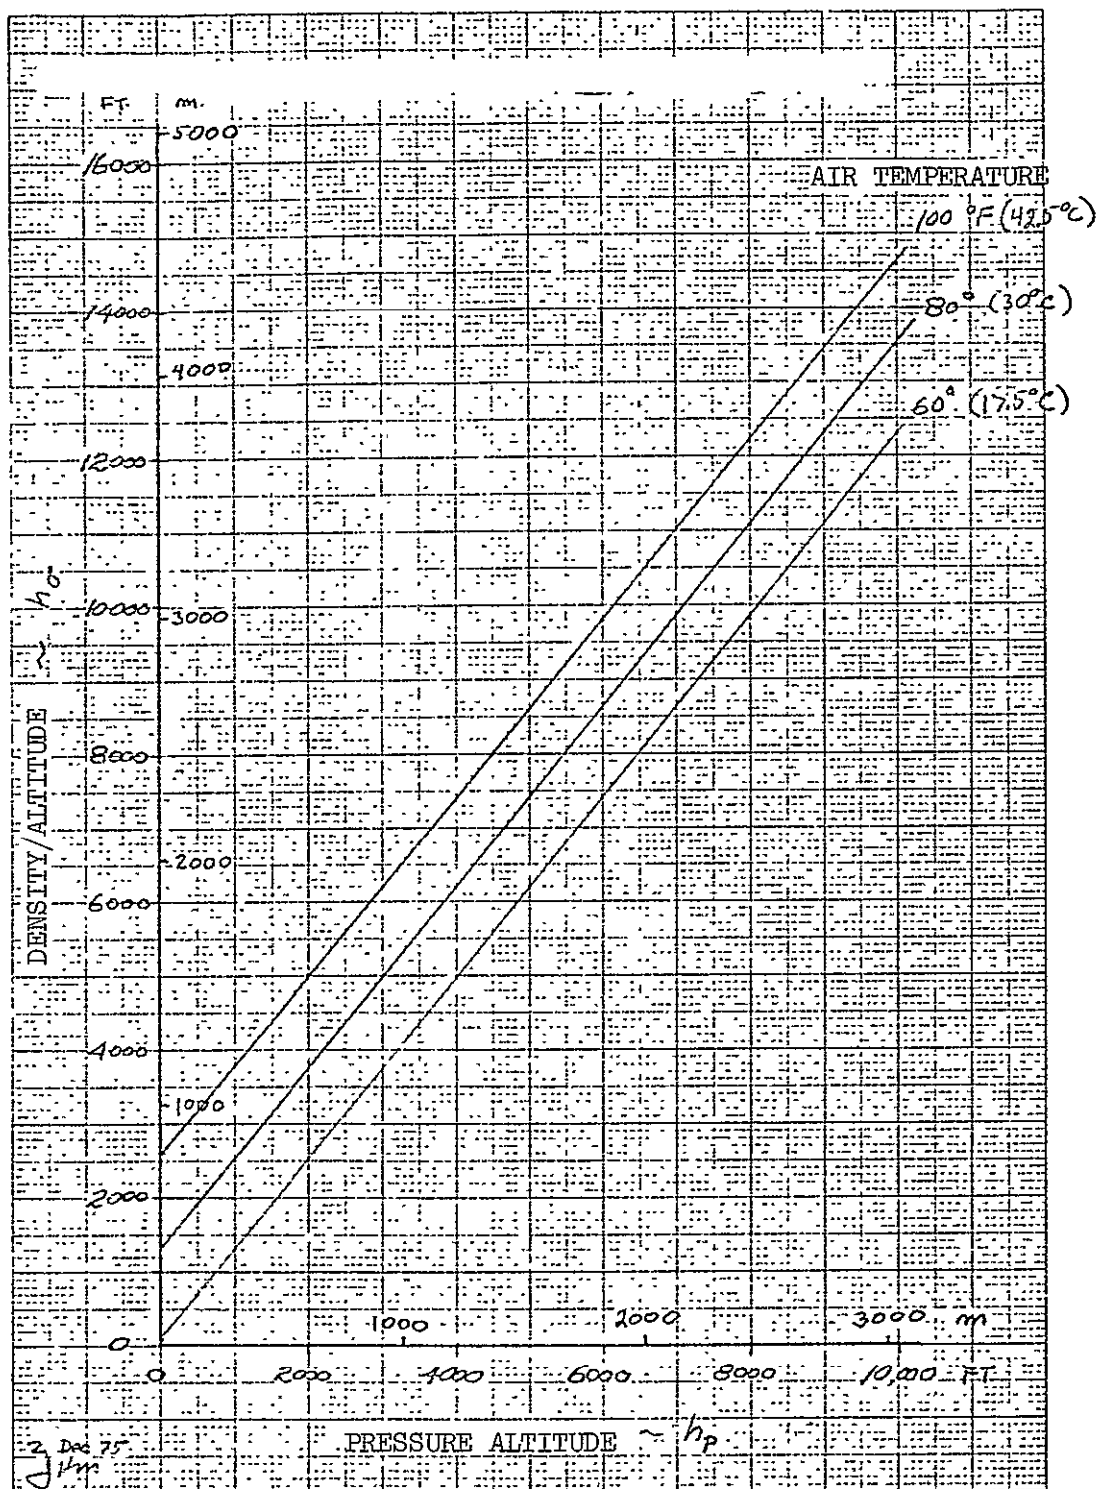 FT. m.
5000
16000
AIR TEMPERATURE
100 °F (42.5°C)
14000
80° (30°C)
4000
60° (17.5°C)
12000
10000
3000
DENSITY/ALTITUDE ~ hσ
8000
2000
6000
4000
1000
2000
1000 2000 3000 m
0
0 2000 4000 6000 8000 10,000 FT
PRESSURE ALTITUDE ~ hp
2 Dec 75